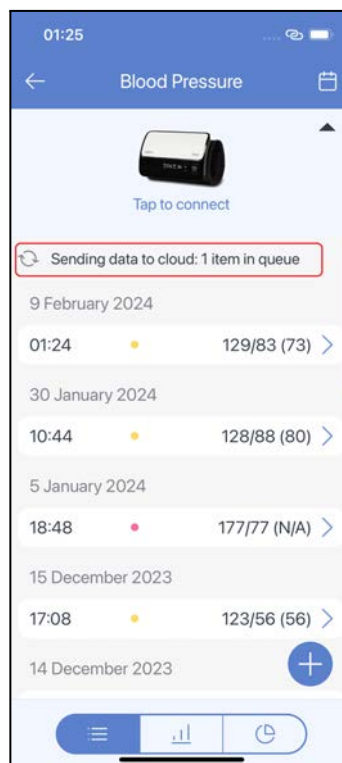 01:25
Blood Pressure
Tap to connect
Sending data to cloud: 1 item in queue
9 February 2024
01:24 129/83 (73)
30 January 2024
10:44 128/88 (80)
5 January 2024
18:48 177/77 (N/A)
15 December 2023
17:08 123/56 (56)
14 December 2023